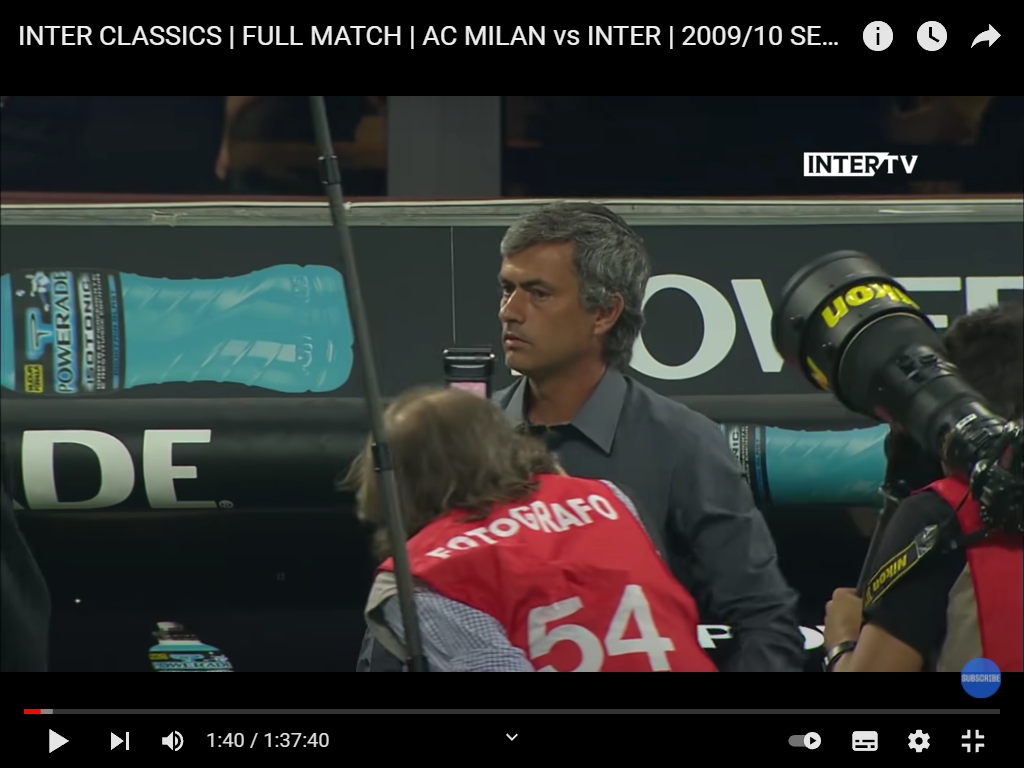 INTER CLASSICS | FULL MATCH | AC MILAN vs INTER | 2009/10 SE...
INTER TV
POWERADE
ISOTONIC
OWE
Nikon
DE
®
FOTOGRAFO
54
NIKON
POWERADE
SUBSCRIBE
1:40 / 1:37:40